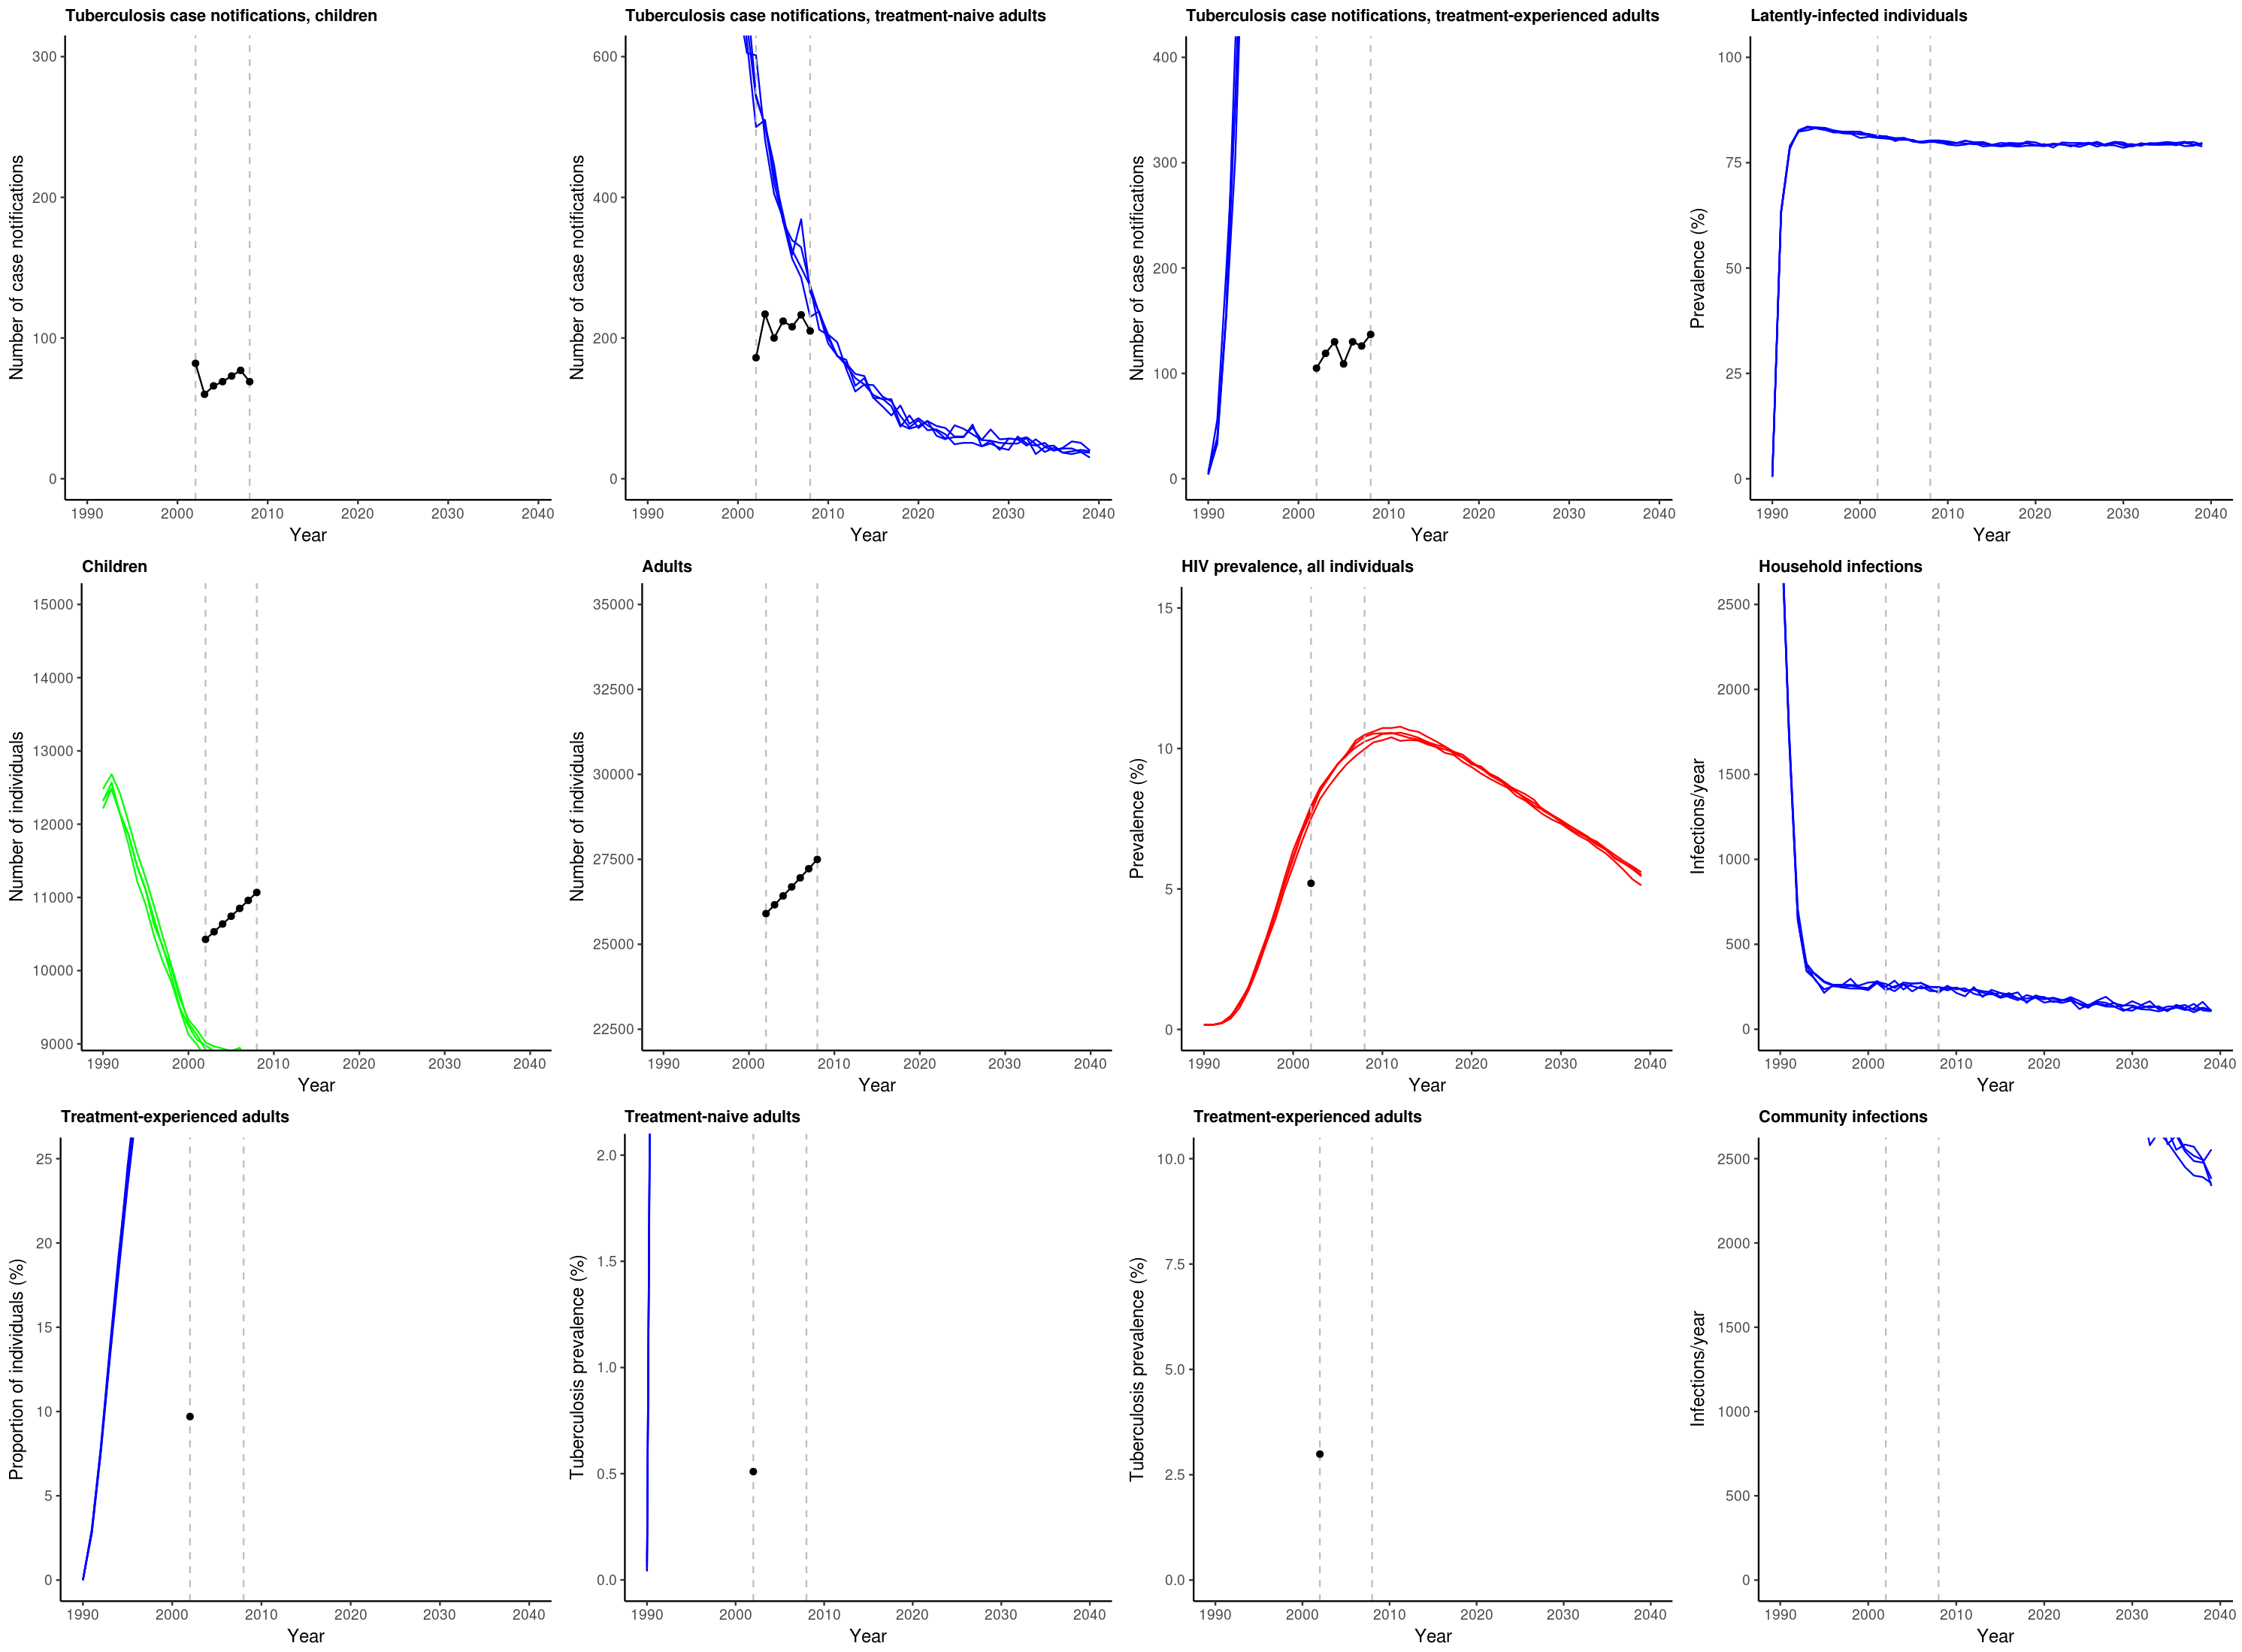 Tuberculosis case notifications, children
300
200
100
0
1990 2000 2010 2020 2030 2040
Year
Number of case notifications
Tuberculosis case notifications, treatment-naive adults
600
400
200
0
1990 2000 2010 2020 2030 2040
Year
Number of case notifications
Tuberculosis case notifications, treatment-experienced adults
400
300
200
100
0
1990 2000 2010 2020 2030 2040
Year
Number of case notifications
Latently-infected individuals
100
75
50
25
0
1990 2000 2010 2020 2030 2040
Year
Prevalence (%)
Children
15000
14000
13000
12000
11000
10000
9000
1990 2000 2010 2020 2030 2040
Year
Number of individuals
Adults
35000
32500
30000
27500
25000
22500
1990 2000 2010 2020 2030 2040
Year
Number of individuals
HIV prevalence, all individuals
15
10
5
0
1990 2000 2010 2020 2030 2040
Year
Prevalence (%)
Household infections
2500
2000
1500
1000
500
0
1990 2000 2010 2020 2030 2040
Year
Infections/year
Treatment-experienced adults
25
20
15
10
5
0
1990 2000 2010 2020 2030 2040
Year
Proportion of individuals (%)
Treatment-naive adults
2.0
1.5
1.0
0.5
0.0
1990 2000 2010 2020 2030 2040
Year
Tuberculosis prevalence (%)
Treatment-experienced adults
10.0
7.5
5.0
2.5
0.0
1990 2000 2010 2020 2030 2040
Year
Tuberculosis prevalence (%)
Community infections
2500
2000
1500
1000
500
0
1990 2000 2010 2020 2030 2040
Year
Infections/year